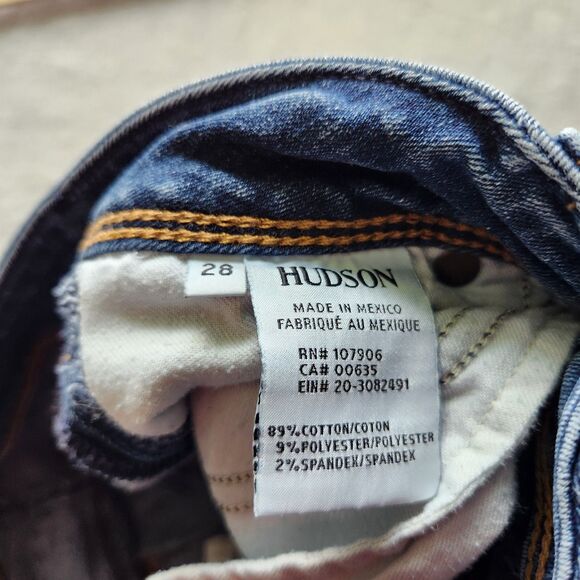 28
HUDSON
MADE IN MEXICO
FABRIQUÉ AU MEXIQUE
RN# 107906
CA# 00635
EIN# 20-3082491
89%COTTON/COTON
9%POLYESTER/POLYESTER
2%SPANDEX/SPANDEX